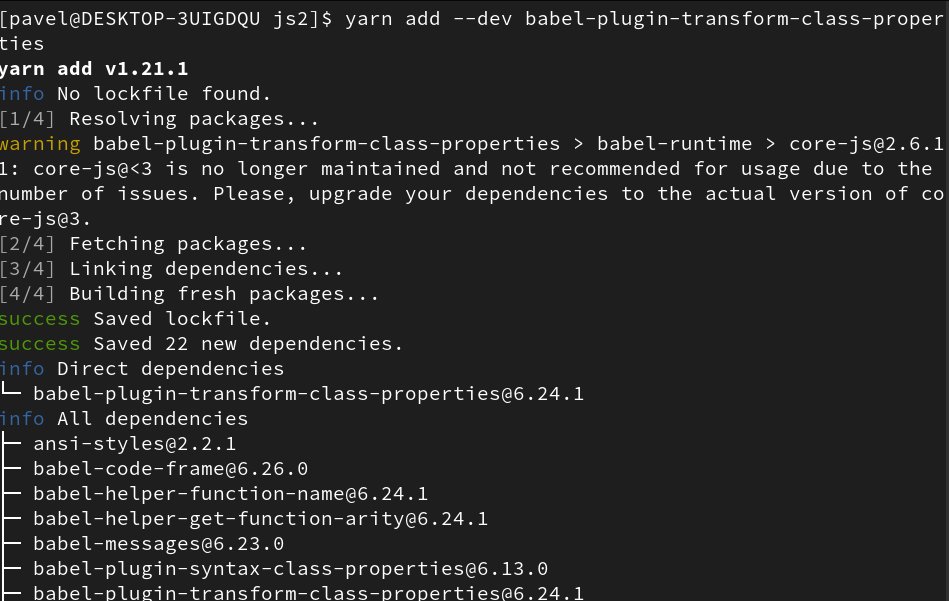 [pavel@DESKTOP-3UIGDQU js2]$ yarn add --dev babel-plugin-transform-class-proper
ties
yarn add v1.21.1
info No lockfile found.
[1/4] Resolving packages...
warning babel-plugin-transform-class-properties > babel-runtime > core-js@2.6.1
1: core-js@<3 is no longer maintained and not recommended for usage due to the
number of issues. Please, upgrade your dependencies to the actual version of co
re-js@3.
[2/4] Fetching packages...
[3/4] Linking dependencies...
[4/4] Building fresh packages...
success Saved lockfile.
success Saved 22 new dependencies.
info Direct dependencies
└─ babel-plugin-transform-class-properties@6.24.1
info All dependencies
├─ ansi-styles@2.2.1
├─ babel-code-frame@6.26.0
├─ babel-helper-function-name@6.24.1
├─ babel-helper-get-function-arity@6.24.1
├─ babel-messages@6.23.0
├─ babel-plugin-syntax-class-properties@6.13.0
├─ babel-plugin-transform-class-properties@6.24.1